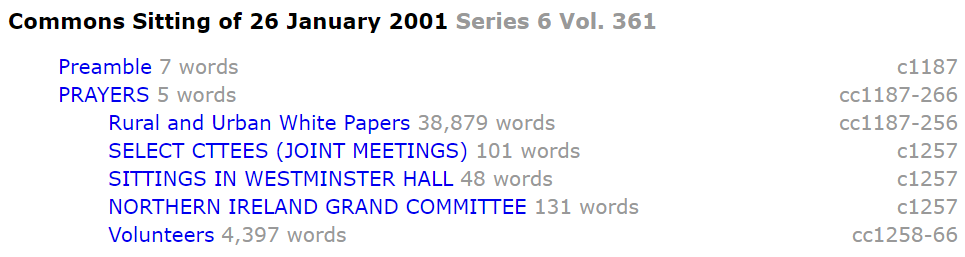 Commons Sitting of 26 January 2001 Series 6 Vol. 361
Preamble 7 words c1187
PRAYERS 5 words cc1187-266
Rural and Urban White Papers 38,879 words cc1187-256
SELECT CTTEES (JOINT MEETINGS) 101 words c1257
SITTINGS IN WESTMINSTER HALL 48 words c1257
NORTHERN IRELAND GRAND COMMITTEE 131 words c1257
Volunteers 4,397 words cc1258-66